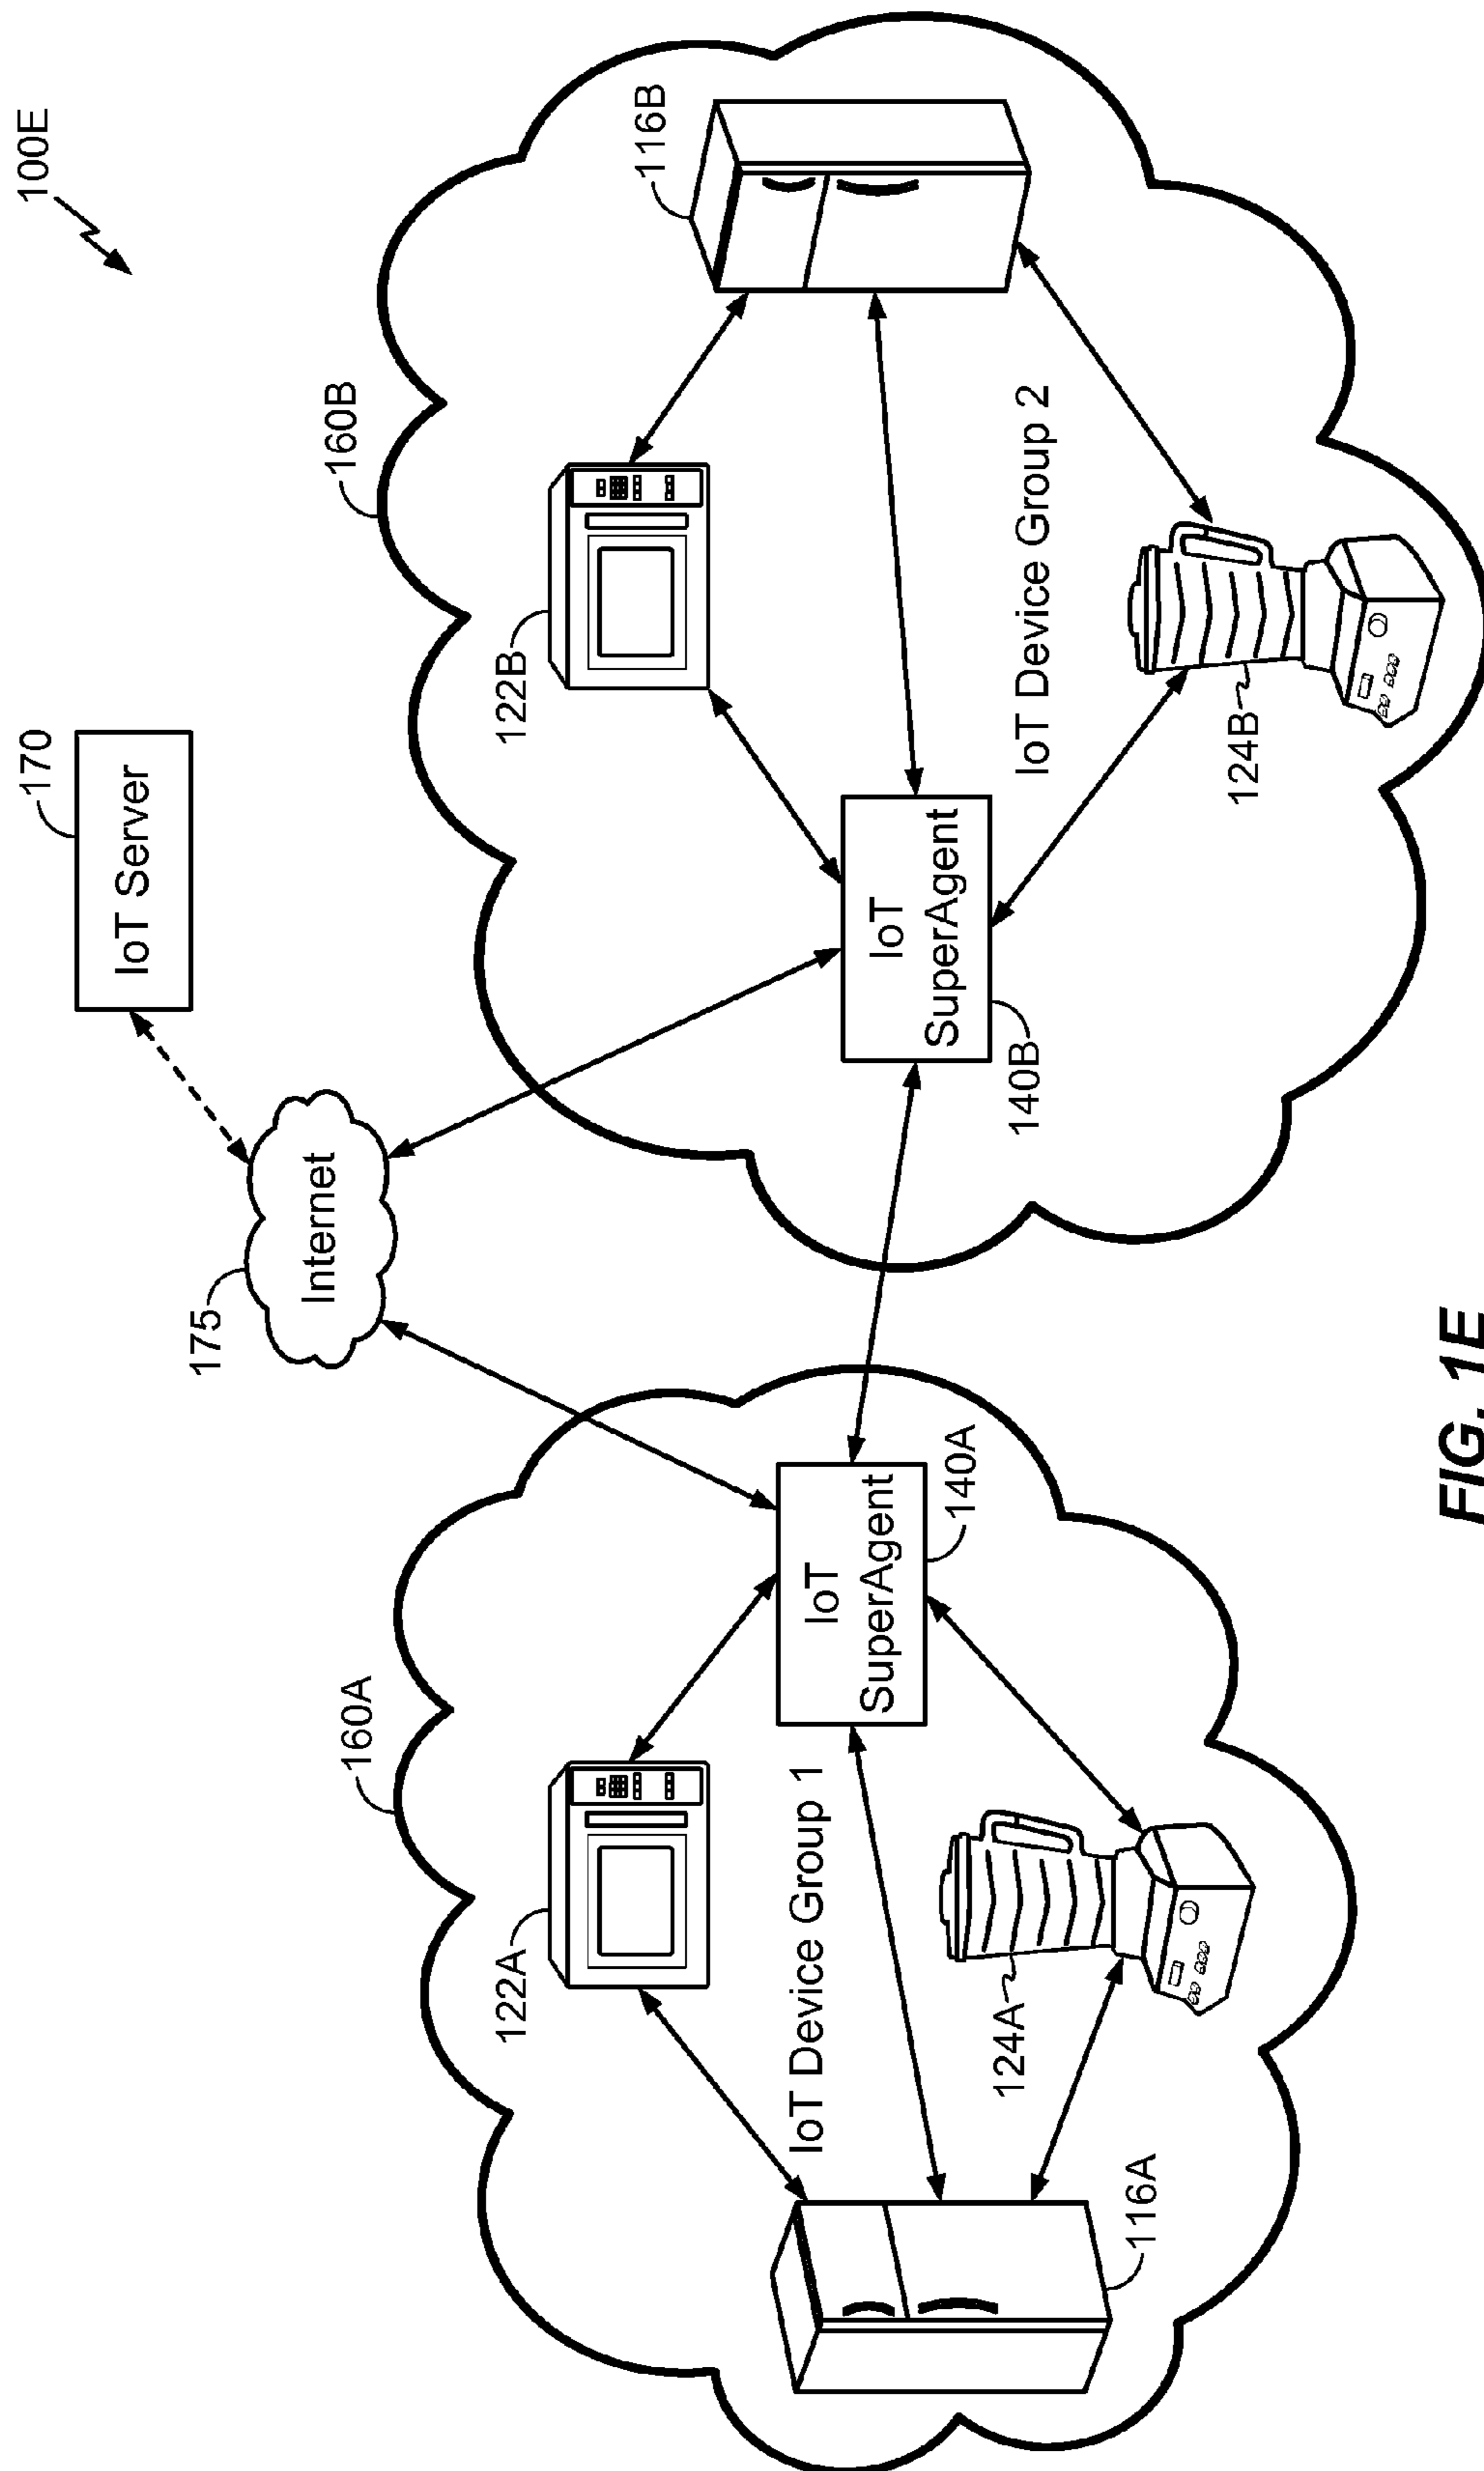 100E
170
IoT Server
175
Internet
160A
160B
122A
122B
116B
IoT Device Group 1
IoT
SuperAgent
140A
IoT
SuperAgent
140B
IoT Device Group 2
124A
116A
124B
FIG. 1E